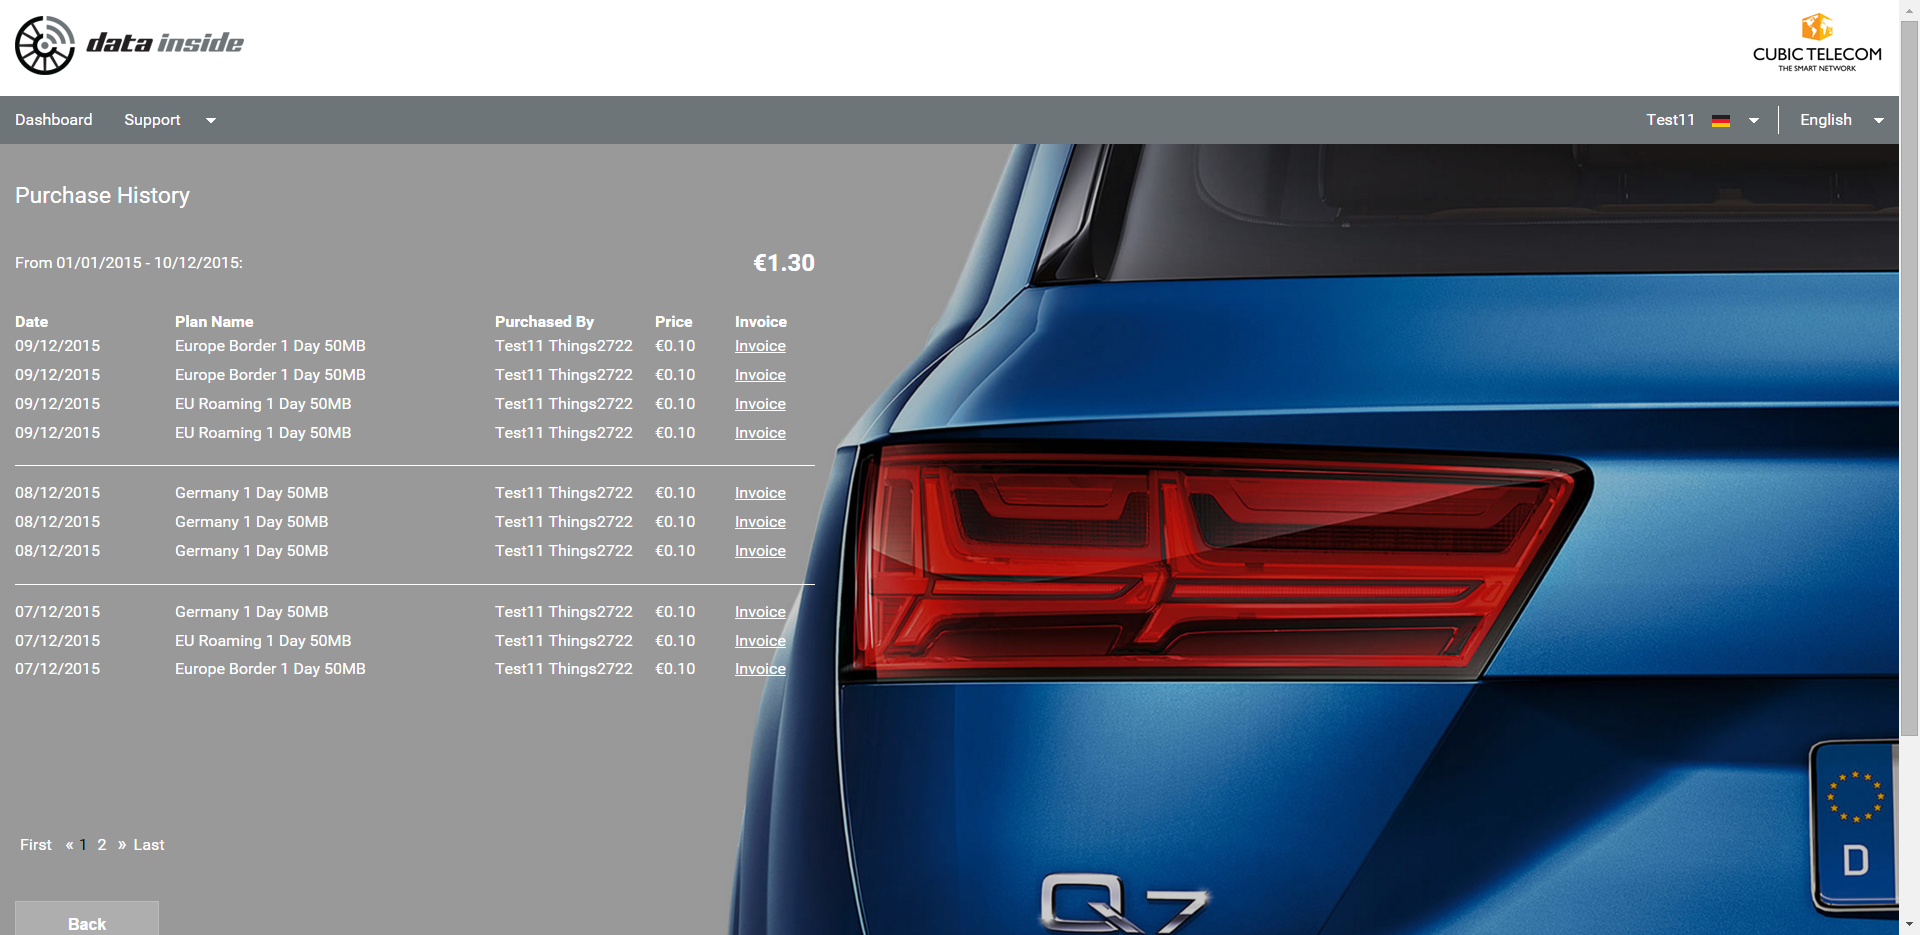 data inside
CUBIC TELECOM
THE SMART NETWORK
Dashboard Support Test11 English
Purchase History
From 01/01/2015 - 10/12/2015: €1.30
Date Plan Name Purchased By Price Invoice
09/12/2015 Europe Border 1 Day 50MB Test11 Things2722 €0.10 Invoice
09/12/2015 Europe Border 1 Day 50MB Test11 Things2722 €0.10 Invoice
09/12/2015 EU Roaming 1 Day 50MB Test11 Things2722 €0.10 Invoice
09/12/2015 EU Roaming 1 Day 50MB Test11 Things2722 €0.10 Invoice
08/12/2015 Germany 1 Day 50MB Test11 Things2722 €0.10 Invoice
08/12/2015 Germany 1 Day 50MB Test11 Things2722 €0.10 Invoice
08/12/2015 Germany 1 Day 50MB Test11 Things2722 €0.10 Invoice
07/12/2015 Germany 1 Day 50MB Test11 Things2722 €0.10 Invoice
07/12/2015 EU Roaming 1 Day 50MB Test11 Things2722 €0.10 Invoice
07/12/2015 Europe Border 1 Day 50MB Test11 Things2722 €0.10 Invoice
First « 1 2 » Last
Back
Q7
D